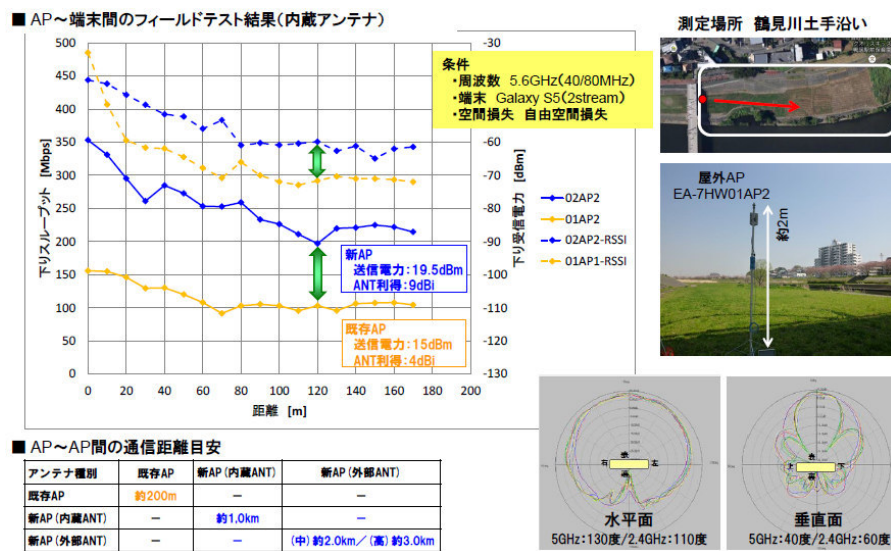 ■ AP～端末間のフィールドテスト結果(内蔵アンテナ)
測定場所 鶴見川土手沿い
500
450
400
350
300
250
200
150
100
50
0
下りスループット [Mbps]
0
20
40
60
80
100
120
140
160
180
200
距離 [m]
-30
-40
-50
-60
-70
-80
-90
-100
-110
-120
-130
下り受信電力 [dBm]
条件
・周波数 5.6GHz(40/80MHz)
・端末 Galaxy S5(2stream)
・空間損失 自由空間損失
02AP2
01AP2
02AP2-RSSI
01AP1-RSSI
新AP
送信電力：19.5dBm
ANT利得：9dBi
既存AP
送信電力：15dBm
ANT利得：4dBi
屋外AP
EA-7HW01AP2
約2m
右
左
表
裏
上
下
水平面
5GHz：130度/2.4GHz：110度
垂直面
5GHz：40度/2.4GHz：60度
■ AP～AP間の通信距離目安
アンテナ種別 既存AP 新AP(内蔵ANT) 新AP(外部ANT)
既存AP 約200m － －
新AP(内蔵ANT) － 約1.0km －
新AP(外部ANT) － － (中)約2.0km／(高)約3.0km